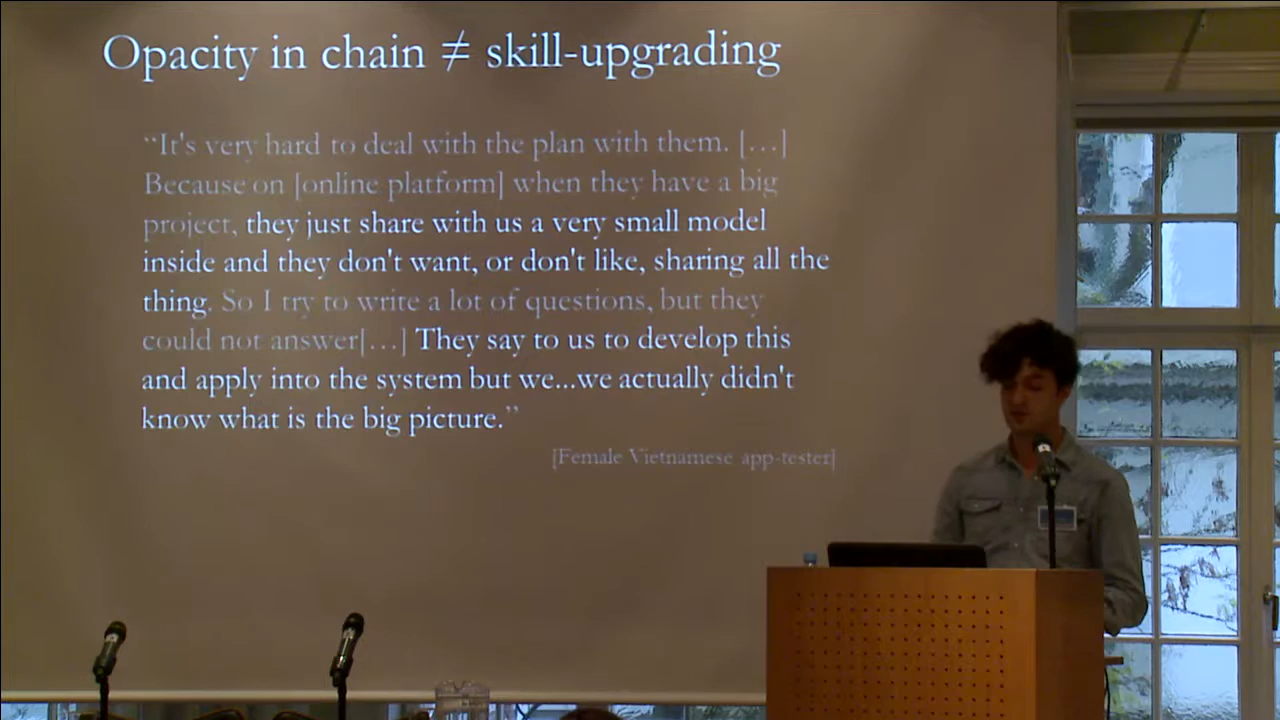 Opacity in chain ≠ skill-upgrading
“It's very hard to deal with the plan with them. […]
Because on [online platform] when they have a big
project, they just share with us a very small model
inside and they don't want, or don't like, sharing all the
thing. So I try to write a lot of questions, but they
could not answer[…] They say to us to develop this
and apply into the system but we...we actually didn't
know what is the big picture.”
[Female Vietnamese app-tester]